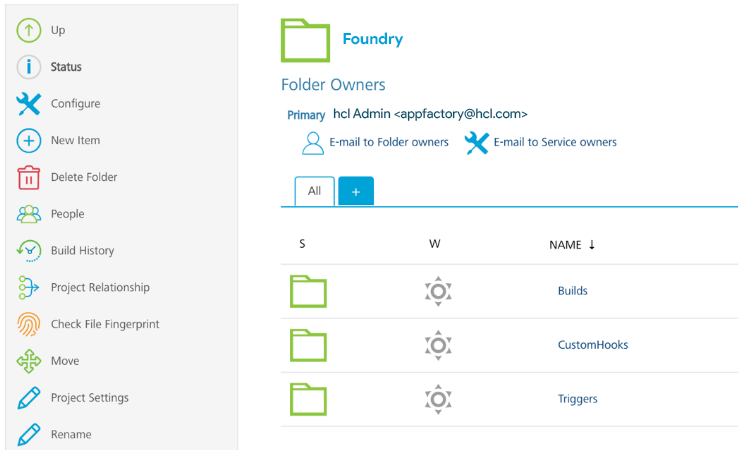 Up
Status
Configure
New Item
Delete Folder
People
Build History
Project Relationship
Check File Fingerprint
Move
Project Settings
Rename
Foundry
Folder Owners
Primary hcl Admin <appfactory@hcl.com>
E-mail to Folder owners E-mail to Service owners
All +
S W NAME ↓
Builds
CustomHooks
Triggers